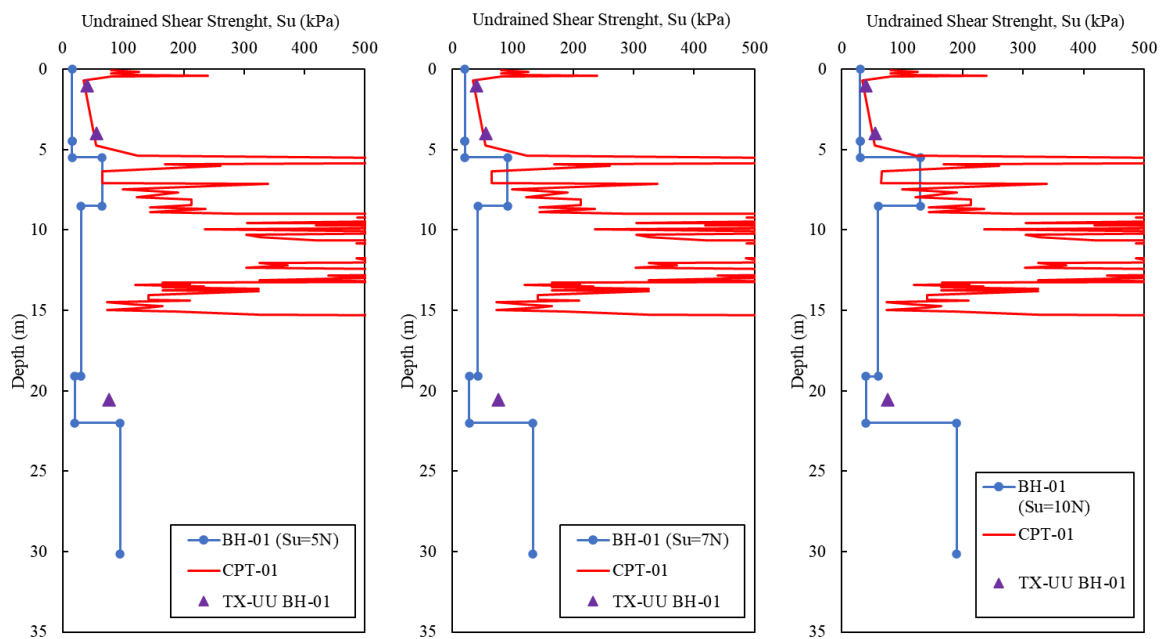 Undrained Shear Strenght, Su (kPa)
0 100 200 300 400 500
0
5
10
15
20
25
30
35
Depth (m)
BH-01 (Su=5N)
CPT-01
TX-UU BH-01
Undrained Shear Strenght, Su (kPa)
0 100 200 300 400 500
0
5
10
15
20
25
30
35
Depth (m)
BH-01 (Su=7N)
CPT-01
TX-UU BH-01
Undrained Shear Strenght, Su (kPa)
0 100 200 300 400 500
0
5
10
15
20
25
30
35
Depth (m)
BH-01
(Su=10N)
CPT-01
TX-UU BH-01